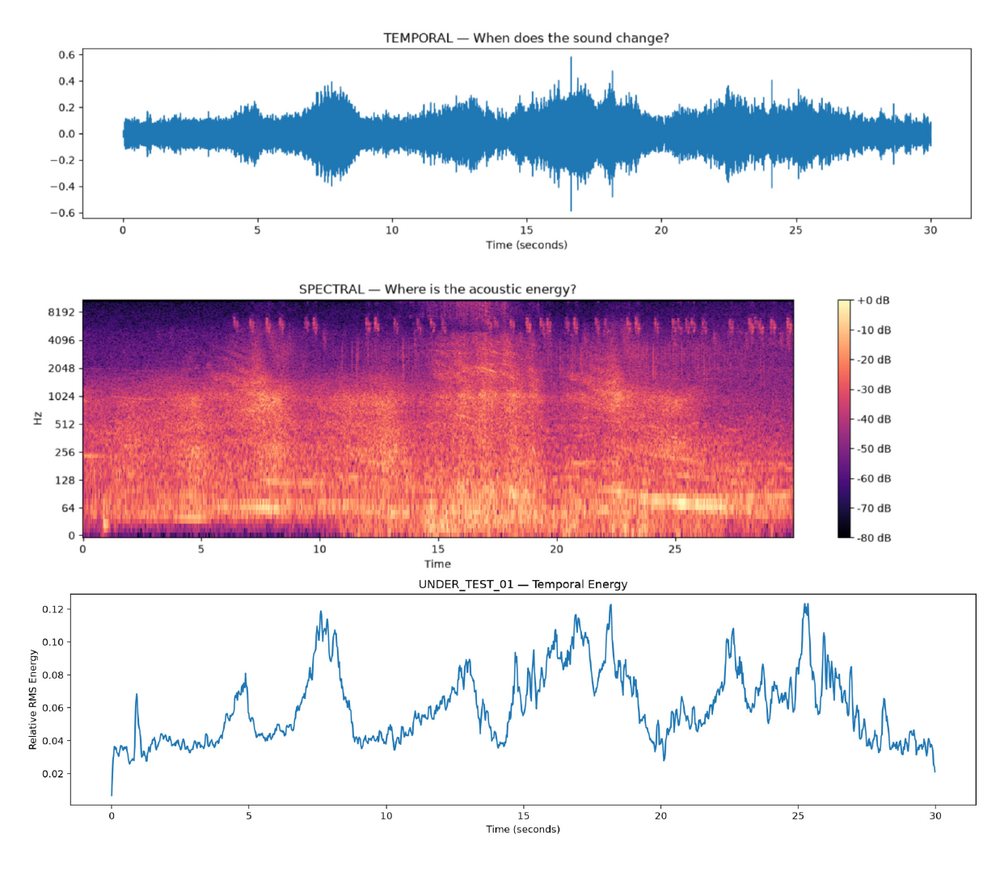 TEMPORAL — When does the sound change?
0.6
0.4
0.2
0.0
−0.2
−0.4
−0.6
0 5 10 15 20 25 30
Time (seconds)
SPECTRAL — Where is the acoustic energy?
8192
4096
2048
1024
512
256
128
64
0
Hz
0 5 10 15 20 25
Time
+0 dB
-10 dB
-20 dB
-30 dB
-40 dB
-50 dB
-60 dB
-70 dB
-80 dB
UNDER_TEST_01 — Temporal Energy
0.12
0.10
0.08
0.06
0.04
0.02
Relative RMS Energy
0 5 10 15 20 25 30
Time (seconds)